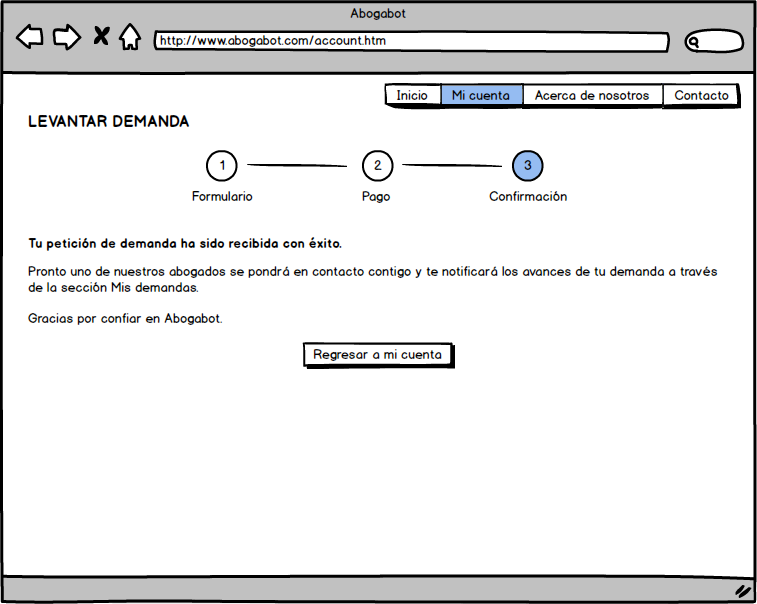 Abogabot
http://www.abogabot.com/account.htm
Inicio Mi cuenta Acerca de nosotros Contacto
LEVANTAR DEMANDA
1 2 3
Formulario Pago Confirmación
Tu petición de demanda ha sido recibida con éxito.
Pronto uno de nuestros abogados se pondrá en contacto contigo y te notificará los avances de tu demanda a través
de la sección Mis demandas.
Gracias por confiar en Abogabot.
Regresar a mi cuenta